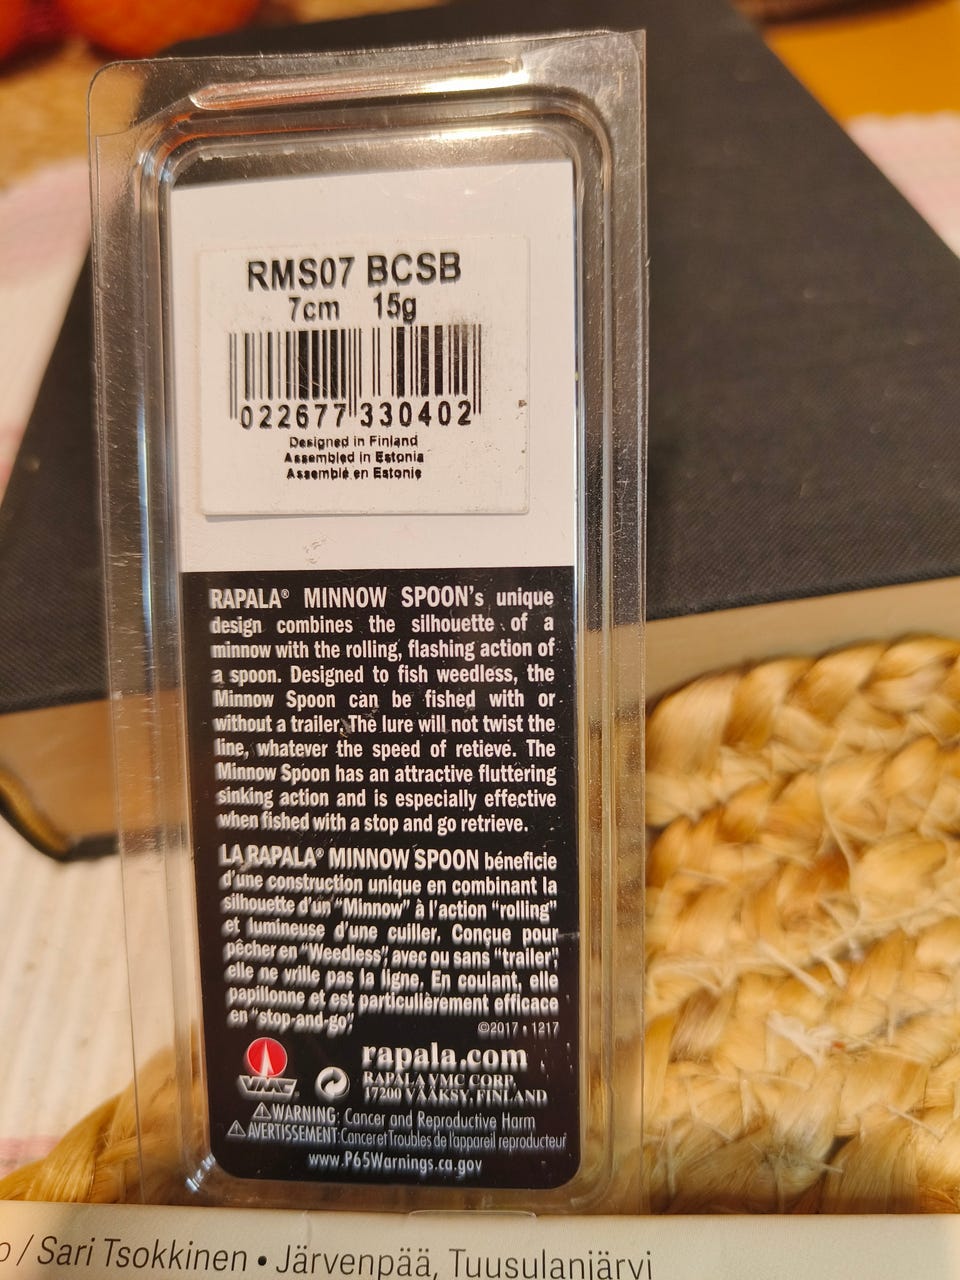 RMS07 BCSB
7cm 15g
022677 330402
Designed in Finland
Assembled in Estonia
Assemblé en Estonie
RAPALA® MINNOW SPOON's unique
design combines the silhouette of a
minnow with the rolling, flashing action of
a spoon. Designed to fish weedless, the
Minnow Spoon can be fished with or
without a trailer. The lure will not twist the
line, whatever the speed of retieve. The
Minnow Spoon has an attractive fluttering
sinking action and is especially effective
when fished with a stop and go retrieve.
LA RAPALA® MINNOW SPOON béneficie
d'une construction unique en combinant la
silhouette d'un "Minnow" à l'action "rolling"
et lumineuse d'une cuiller. Conçue pour
pêcher en "Weedless", avec ou sans "trailer",
elle ne vrille pas la ligne. En coulant, elle
papillonne et est particulièrement efficace
en "stop-and-go".
©2017 • 1217
VMC
rapala.com
RAPALA VMC CORP.
17200 VÄÄKSY, FINLAND
⚠WARNING: Cancer and Reproductive Harm
⚠AVERTISSEMENT: Cancer et Troubles de l'appareil reproducteur
www.P65Warnings.ca.gov
/ Sari Tsokkinen • Järvenpää, Tuusulanjärvi